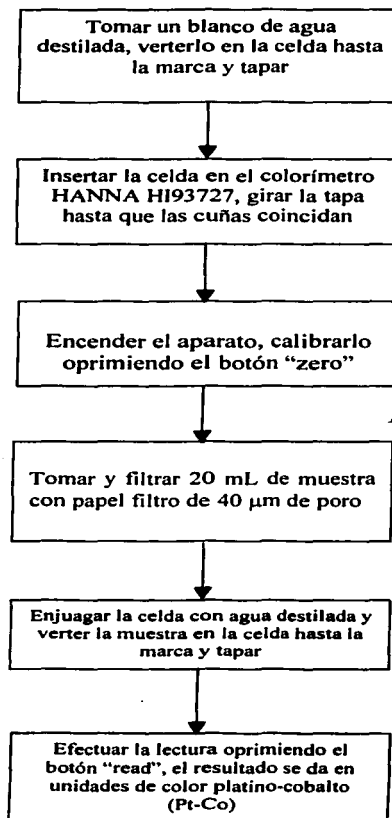 Tomar un blanco de agua
destilada, verterlo en la celda hasta
la marca y tapar
Insertar la celda en el colorímetro
HANNA HI93727, girar la tapa
hasta que las cuñas coincidan
Encender el aparato, calibrarlo
oprimiendo el botón “zero”
Tomar y filtrar 20 mL de muestra
con papel filtro de 40 µm de poro
Enjuagar la celda con agua destilada y
verter la muestra en la celda hasta la
marca y tapar
Efectuar la lectura oprimiendo el
botón “read”, el resultado se da en
unidades de color platino-cobalto
(Pt-Co)